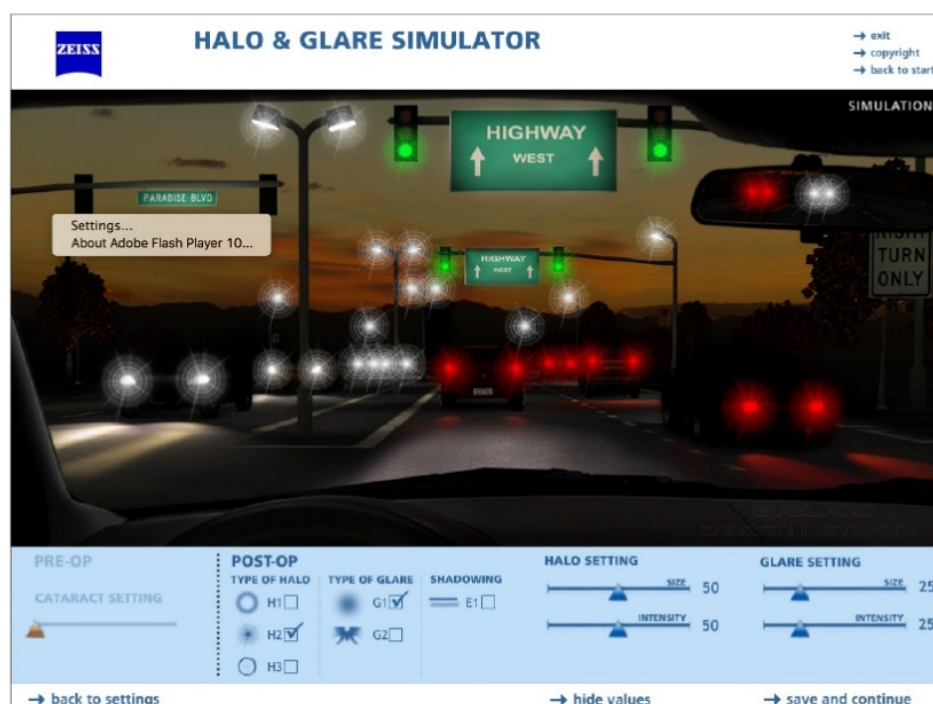 ZEISS
HALO & GLARE SIMULATOR
→ exit
→ copyright
→ back to start
SIMULATION
HIGHWAY
WEST
PARADISE BLVD
Settings...
About Adobe Flash Player 10...
HIGHWAY
WEST
RIGHT
TURN
ONLY
PRE-OP
CATARACT SETTING
POST-OP
TYPE OF HALO
H1
H2
H3
TYPE OF GLARE
G1
G2
SHADOWING
E1
HALO SETTING
SIZE 50
INTENSITY 50
GLARE SETTING
SIZE 25
INTENSITY 25
→ back to settings
→ hide values
→ save and continue